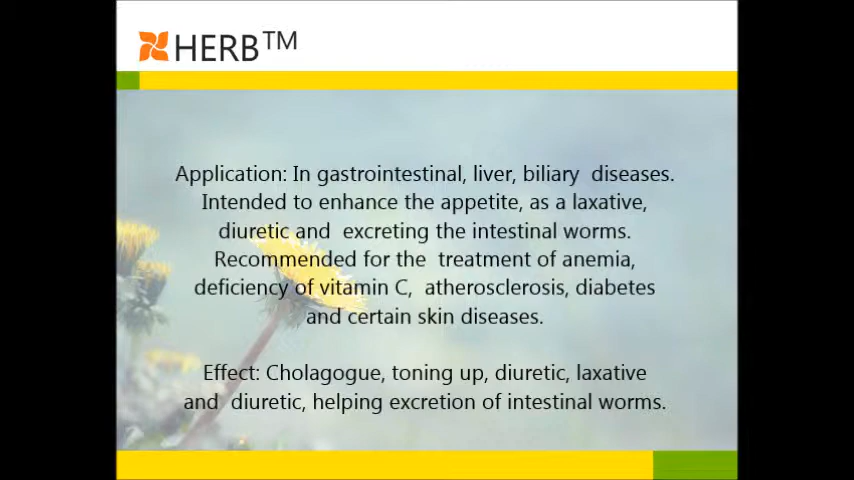 HERB™
Application: In gastrointestinal, liver, biliary diseases.
Intended to enhance the appetite, as a laxative,
diuretic and excreting the intestinal worms.
Recommended for the treatment of anemia,
deficiency of vitamin C, atherosclerosis, diabetes
and certain skin diseases.
Effect: Cholagogue, toning up, diuretic, laxative
and diuretic, helping excretion of intestinal worms.